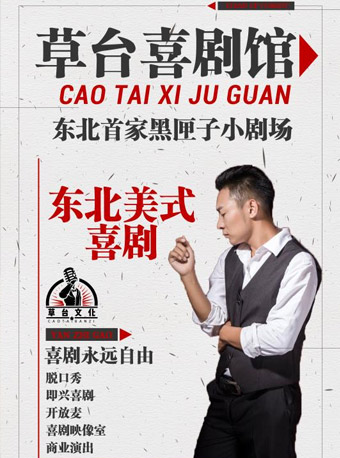 草台喜剧馆
CAO TAI XI JU GUAN
东北首家黑匣子小剧场
东北美式
喜剧
草台文化
CAOTAIBANZI
喜剧永远自由
脱口秀
即兴喜剧
开放麦
喜剧映像室
商业演出